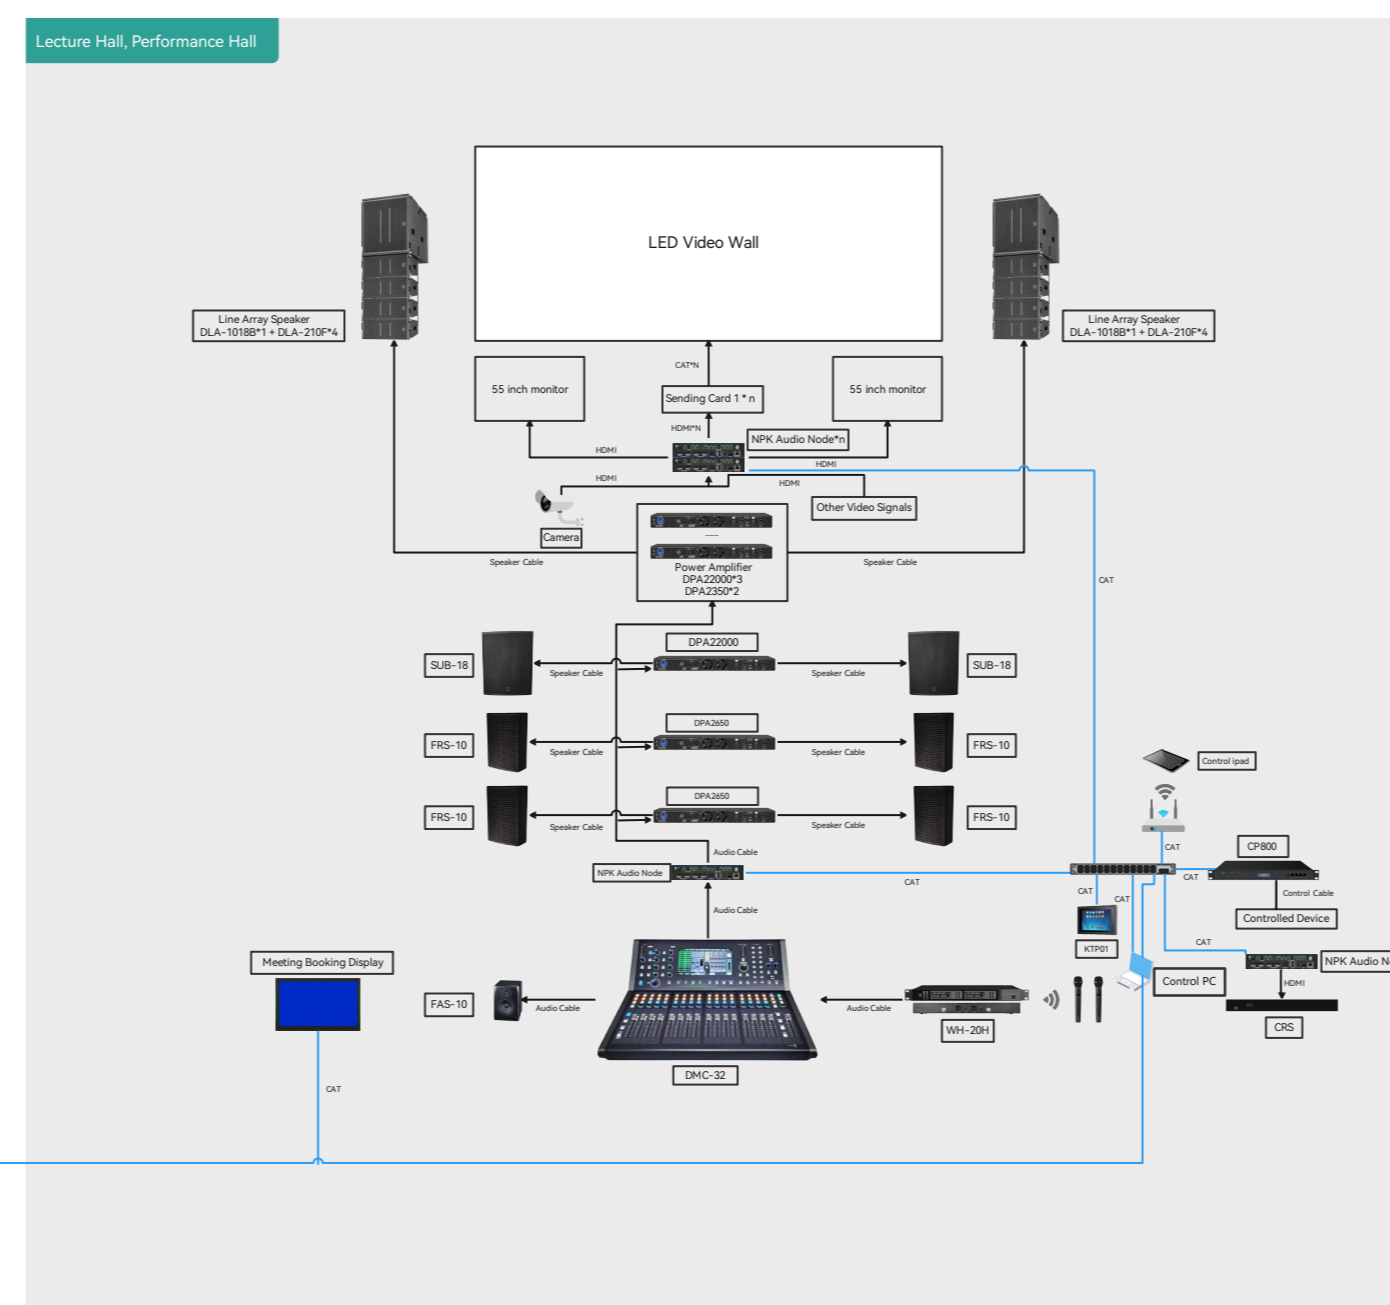 Lecture Hall, Performance Hall
LED Video Wall
Line Array Speaker
DLA-1018B*1 + DLA-210F*4
Line Array Speaker
DLA-1018B*1 + DLA-210F*4
CAT*N
55 inch monitor
Sending Card 1 * n
55 inch monitor
HDMI*N
NPK Audio Node*n
HDMI
HDMI
HDMI
HDMI
Other Video Signals
Camera
Speaker Cable
Power Amplifier
DPA22000*3
DPA2350*2
Speaker Cable
CAT
DPA22000
SUB-18
Speaker Cable
Speaker Cable
SUB-18
DPA2650
FRS-10
Speaker Cable
Speaker Cable
FRS-10
Control ipad
DPA2650
FRS-10
Speaker Cable
Speaker Cable
FRS-10
Audio Cable
CAT
CP800
NPK Audio Node
CAT
CAT
CAT
CAT
Control Cable
Audio Cable
Controlled Device
KTP01
CAT
Meeting Booking Display
NPK Audio N
Control PC
HDMI
FAS-10
Audio Cable
Audio Cable
WH-20H
CRS
DMC-32
CAT